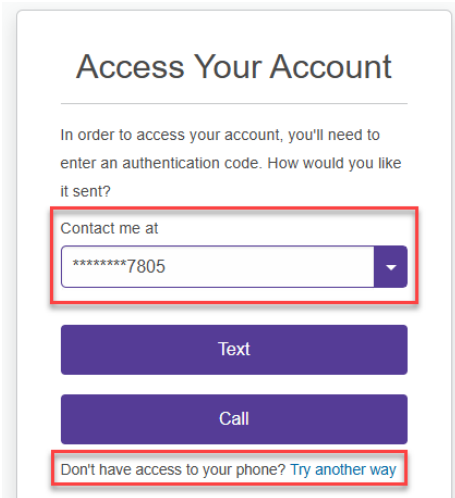 Access Your Account
In order to access your account, you'll need to
enter an authentication code. How would you like
it sent?
Contact me at
********7805
Text
Call
Don't have access to your phone? Try another way